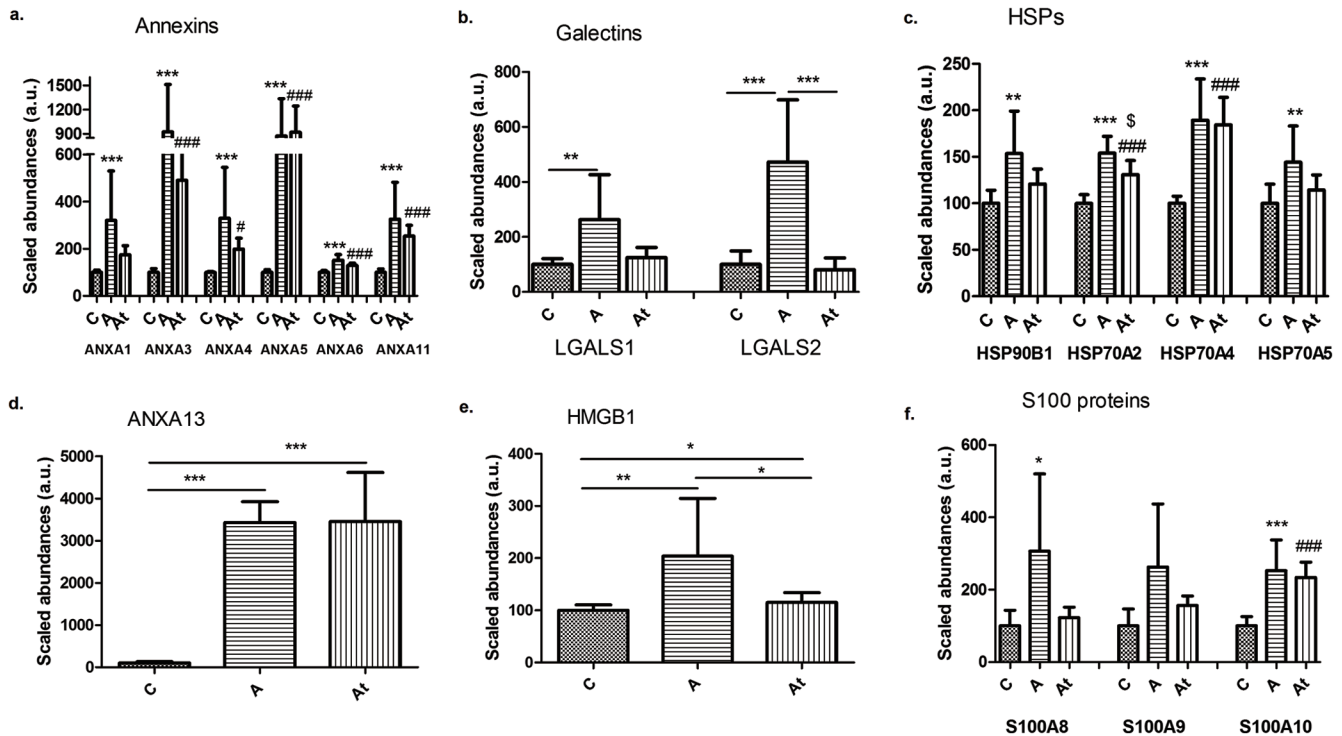 a.
Annexins
Scaled abundances (a.u.)
1500
1200
900
600
400
200
0
***
***
###
***
#
***
###
***
###
***
###
C A At
C A At
C A At
C A At
C A At
C A At
ANXA1 ANXA3 ANXA4 ANXA5 ANXA6 ANXA11
b.
Galectins
Scaled abundances (a.u.)
800
600
400
200
0
**
***
***
C A At
C A At
LGALS1 LGALS2
c.
HSPs
Scaled abundances (a.u.)
250
200
150
100
50
0
**
***
$
###
***
###
**
C A At
C A At
C A At
C A At
HSP90B1 HSP70A2 HSP70A4 HSP70A5
d.
ANXA13
Scaled abundances (a.u.)
5000
4000
3000
2000
1000
0
***
***
C A At
e.
HMGB1
Scaled abundances (a.u.)
400
300
200
100
0
*
**
*
C A At
f.
S100 proteins
Scaled abundances (a.u.)
600
400
200
0
*
***
###
C A At
C A At
C A At
S100A8 S100A9 S100A10